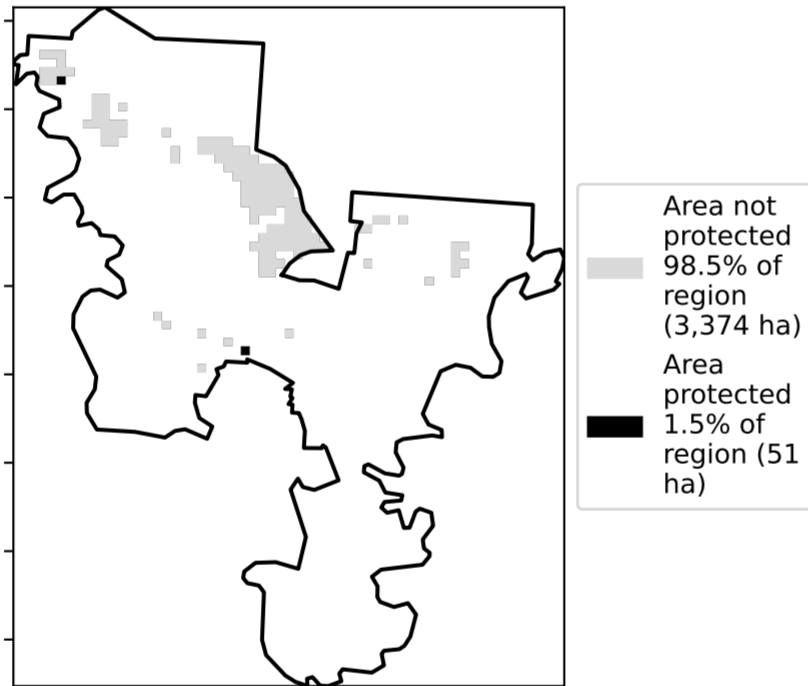 Area not
protected
98.5% of
region
(3,374 ha)
Area
protected
1.5% of
region (51
ha)